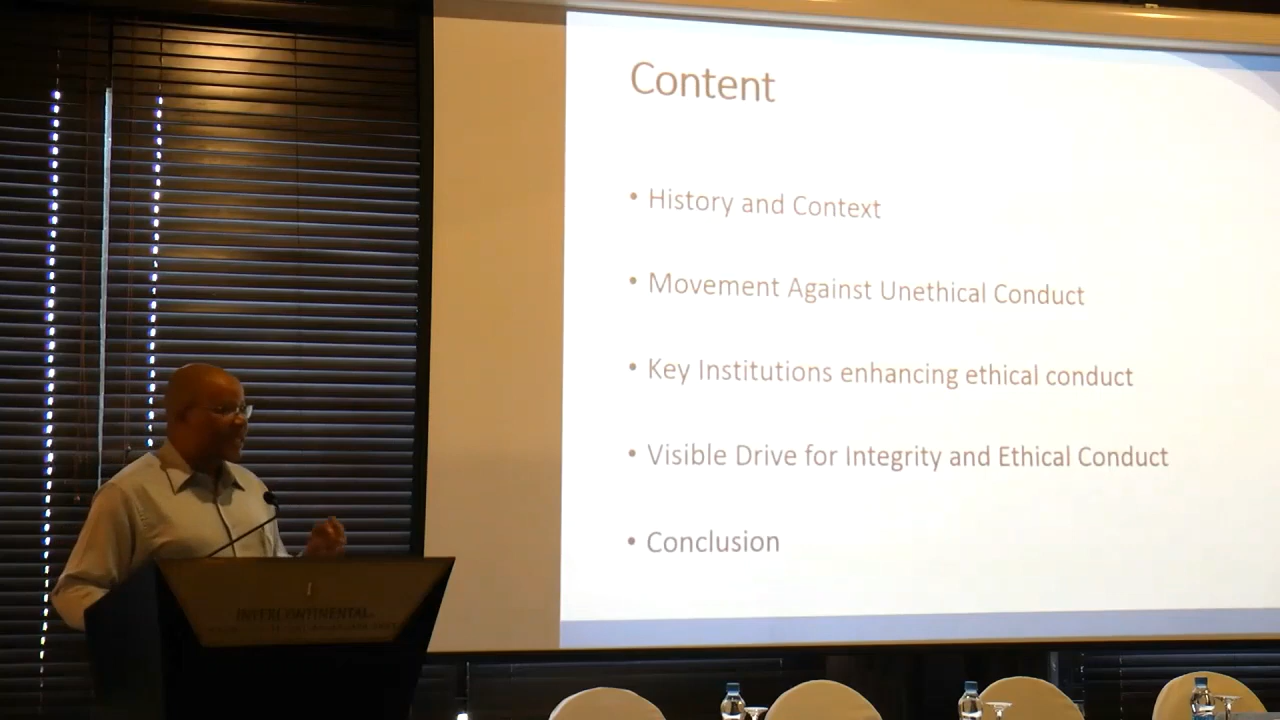 Content
• History and Context
• Movement Against Unethical Conduct
• Key Institutions enhancing ethical conduct
• Visible Drive for Integrity and Ethical Conduct
• Conclusion
INTERCONTINENTAL